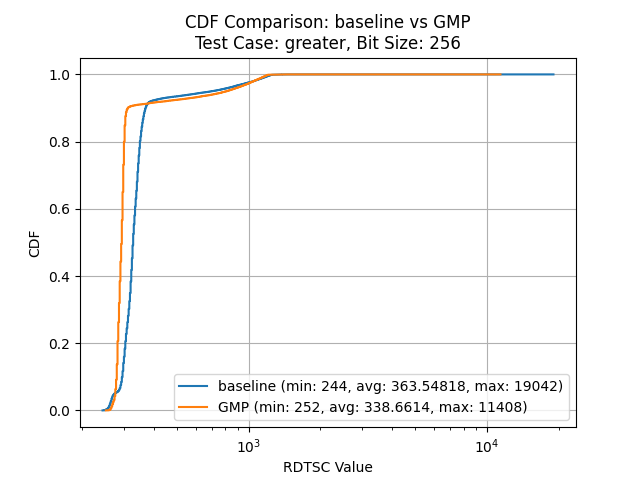 CDF Comparison: baseline vs GMP
Test Case: greater, Bit Size: 256
1.0
0.8
0.6
0.4
0.2
0.0
CDF
baseline (min: 244, avg: 363.54818, max: 19042)
GMP (min: 252, avg: 338.6614, max: 11408)
10³
10⁴
RDTSC Value